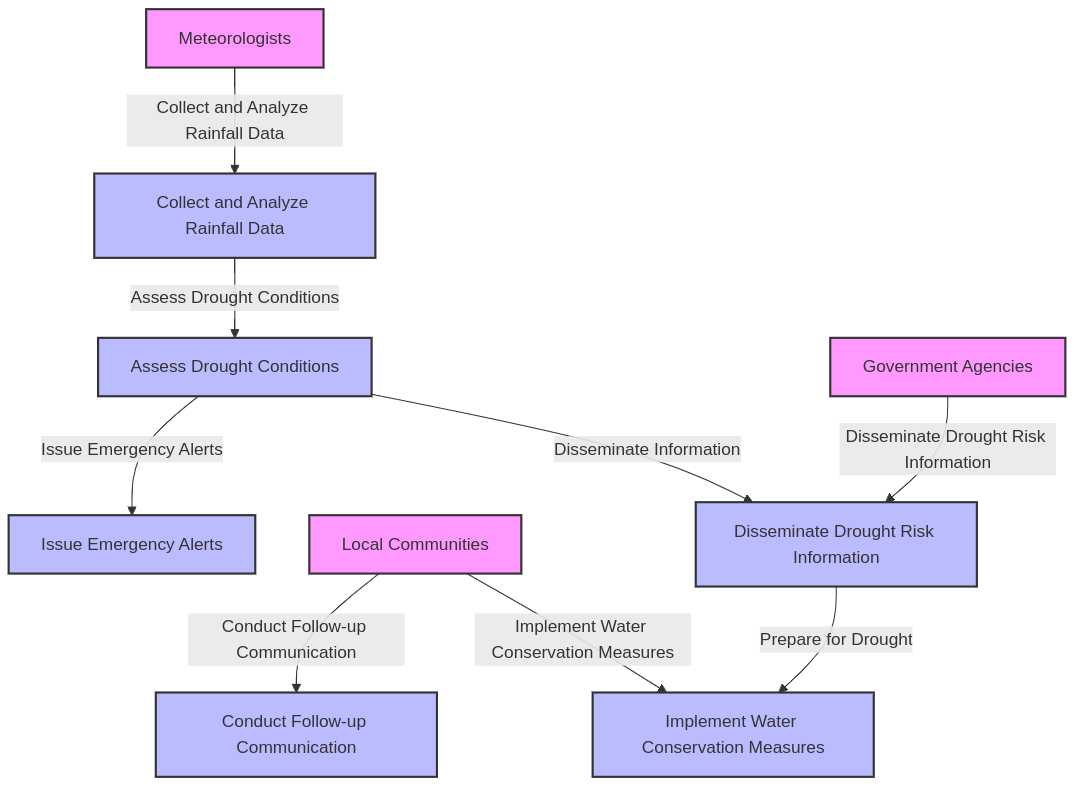 Meteorologists
Collect and Analyze
Rainfall Data
Collect and Analyze
Rainfall Data
Assess Drought Conditions
Assess Drought Conditions
Government Agencies
Issue Emergency Alerts
Disseminate Information
Disseminate Drought Risk
Information
Issue Emergency Alerts
Local Communities
Disseminate Drought Risk
Information
Conduct Follow-up
Communication
Implement Water
Conservation Measures
Prepare for Drought
Conduct Follow-up
Communication
Implement Water
Conservation Measures